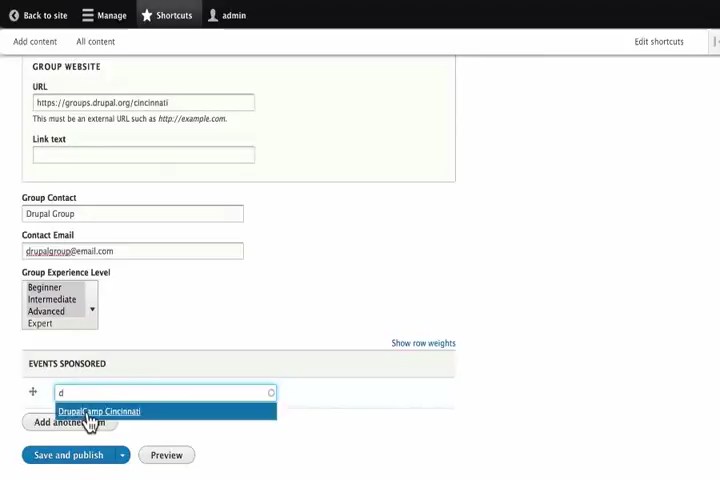 Back to site Manage Shortcuts admin
Add content All content Edit shortcuts
GROUP WEBSITE
URL
https://groups.drupal.org/cincinnati
This must be an external URL such as http://example.com.
Link text
Group Contact
Drupal Group
Contact Email
drupalgroup@email.com
Group Experience Level
Beginner
Intermediate
Advanced
Expert
Show row weights
EVENTS SPONSORED
d
DrupalCamp Cincinnati
Add another
Save and publish Preview